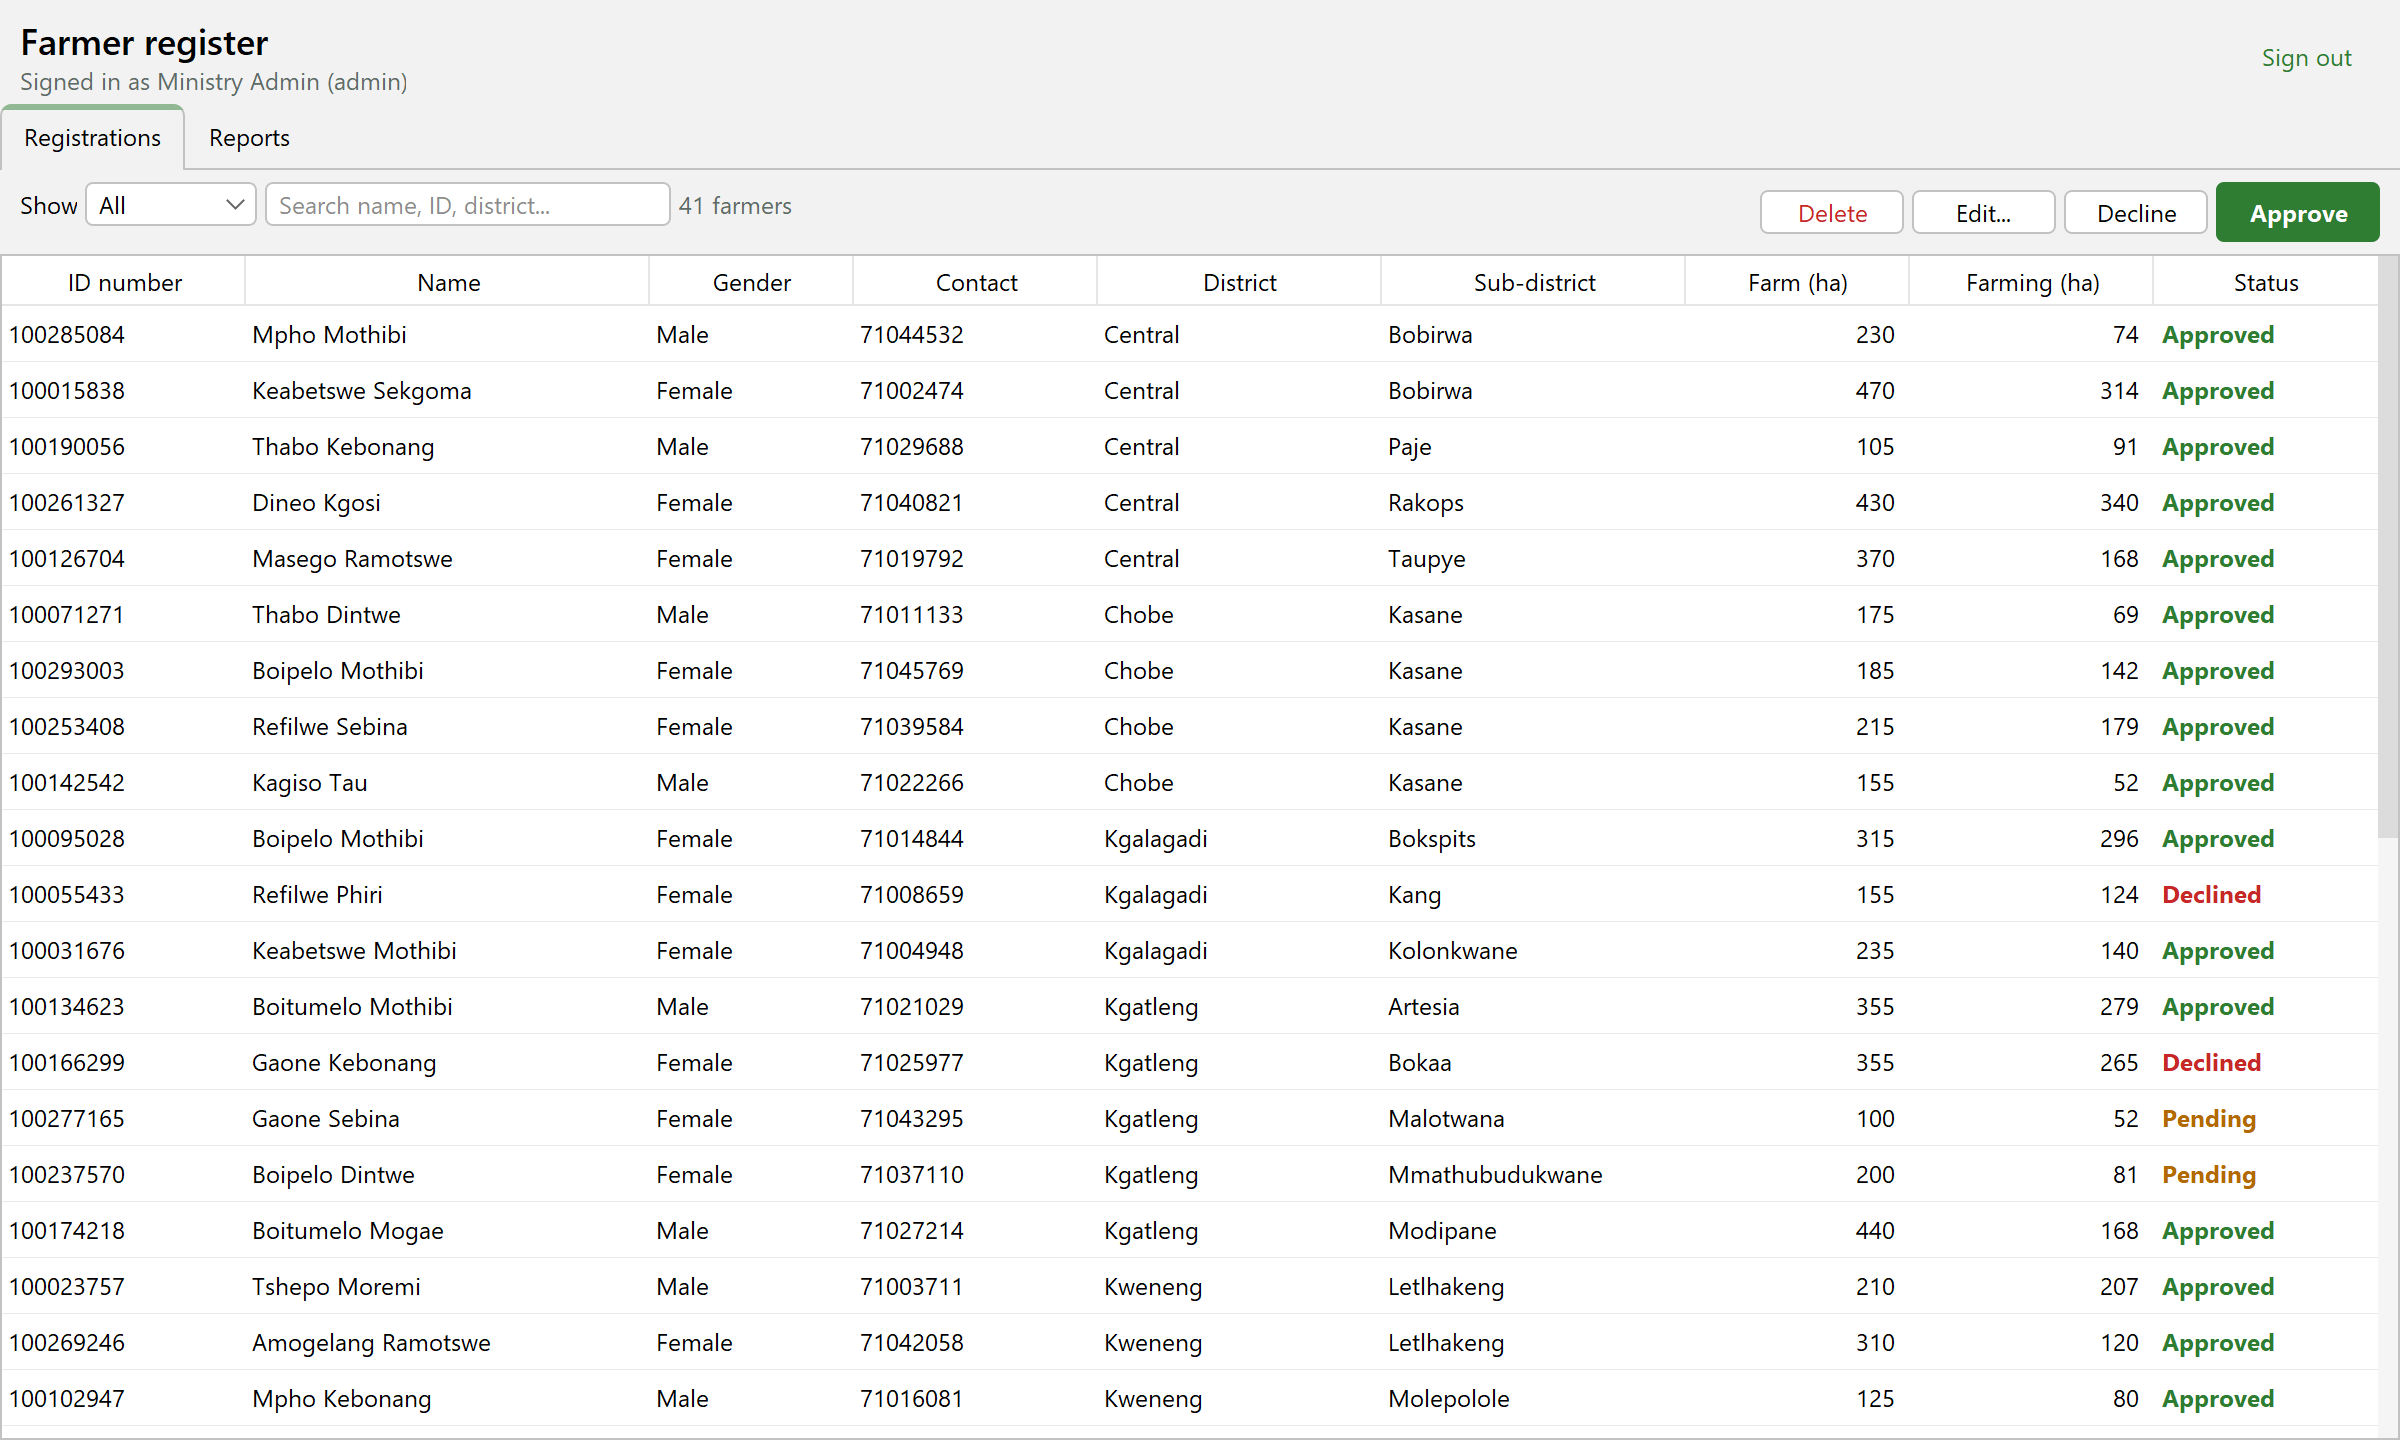 Farmer register
Signed in as Ministry Admin (admin)
Sign out
Registrations Reports
Show All Search name, ID, district... 41 farmers Delete Edit... Decline Approve
ID number Name Gender Contact District Sub-district Farm (ha) Farming (ha) Status
100285084 Mpho Mothibi Male 71044532 Central Bobirwa 230 74 Approved
100015838 Keabetswe Sekgoma Female 71002474 Central Bobirwa 470 314 Approved
100190056 Thabo Kebonang Male 71029688 Central Paje 105 91 Approved
100261327 Dineo Kgosi Female 71040821 Central Rakops 430 340 Approved
100126704 Masego Ramotswe Female 71019792 Central Taupye 370 168 Approved
100071271 Thabo Dintwe Male 71011133 Chobe Kasane 175 69 Approved
100293003 Boipelo Mothibi Female 71045769 Chobe Kasane 185 142 Approved
100253408 Refilwe Sebina Female 71039584 Chobe Kasane 215 179 Approved
100142542 Kagiso Tau Male 71022266 Chobe Kasane 155 52 Approved
100095028 Boipelo Mothibi Female 71014844 Kgalagadi Bokspits 315 296 Approved
100055433 Refilwe Phiri Female 71008659 Kgalagadi Kang 155 124 Declined
100031676 Keabetswe Mothibi Female 71004948 Kgalagadi Kolonkwane 235 140 Approved
100134623 Boitumelo Mothibi Male 71021029 Kgatleng Artesia 355 279 Approved
100166299 Gaone Kebonang Female 71025977 Kgatleng Bokaa 355 265 Declined
100277165 Gaone Sebina Female 71043295 Kgatleng Malotwana 100 52 Pending
100237570 Boipelo Dintwe Female 71037110 Kgatleng Mmathubudukwane 200 81 Pending
100174218 Boitumelo Mogae Male 71027214 Kgatleng Modipane 440 168 Approved
100023757 Tshepo Moremi Male 71003711 Kweneng Letlhakeng 210 207 Approved
100269246 Amogelang Ramotswe Female 71042058 Kweneng Letlhakeng 310 120 Approved
100102947 Mpho Kebonang Male 71016081 Kweneng Molepolole 125 80 Approved